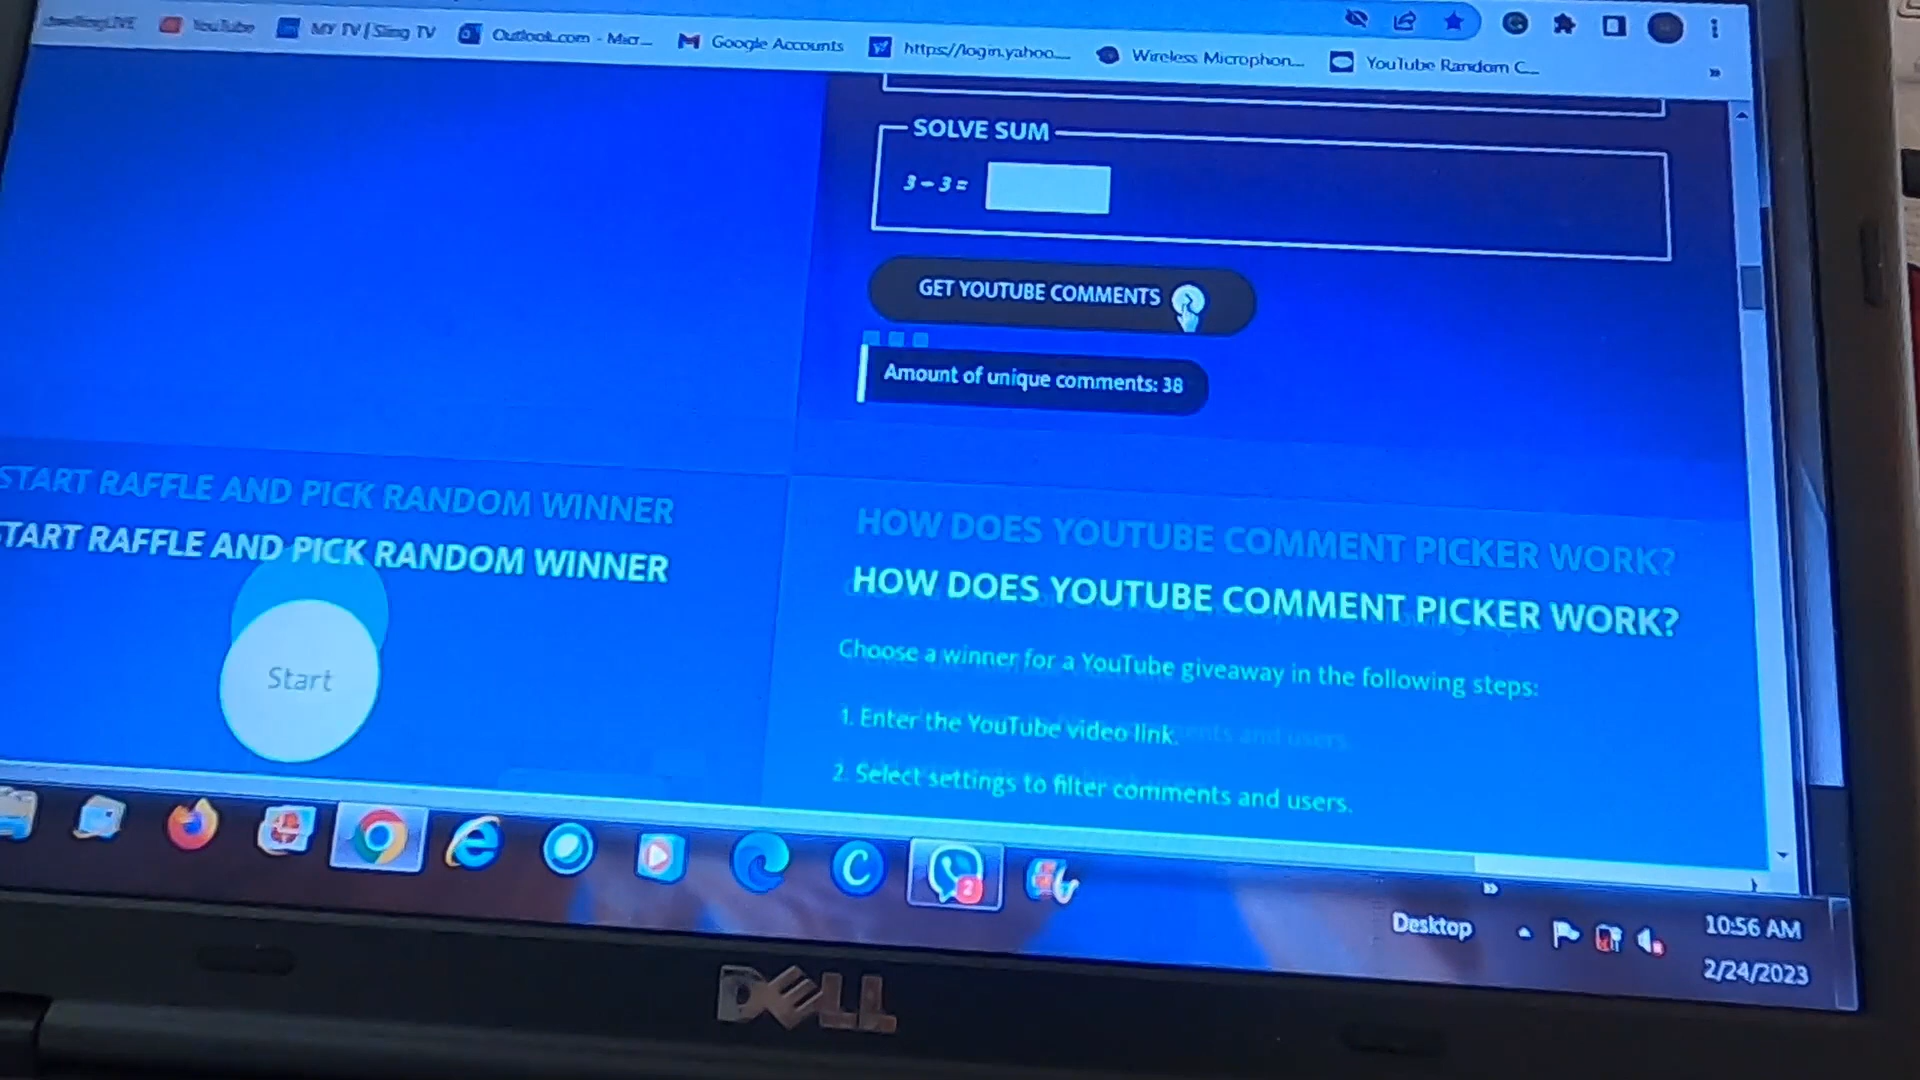 YouTube
MY TV | Sling TV
Outlook.com - Micr...
Google Accounts
https://login.yahoo....
Wireless Microphon...
YouTube Random C...
SOLVE SUM
3 - 3 =
GET YOUTUBE COMMENTS
Amount of unique comments: 38
START RAFFLE AND PICK RANDOM WINNER
TART RAFFLE AND PICK RANDOM WINNER
Start
HOW DOES YOUTUBE COMMENT PICKER WORK?
HOW DOES YOUTUBE COMMENT PICKER WORK?
Choose a winner for a YouTube giveaway in the following steps:
1. Enter the YouTube video link.
2. Select settings to filter comments and users.
2
Desktop
10:56 AM
2/24/2023
DELL